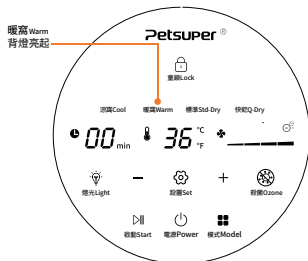 暖窩Warm
背燈亮起
Petsuper®
童鎖Lock
涼窩Cool 暖窩Warm 標準Std-Dry 快乾Q-Dry
00 min 36 °C °F
燈光Light 設置Set 殺菌Ozone
啟動Start 電源Power 模式Model